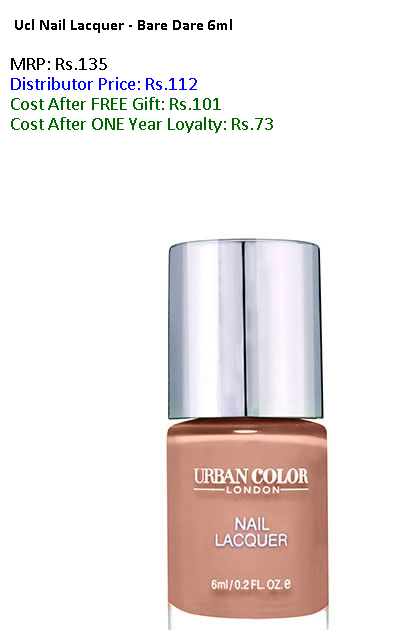 Ucl Nail Lacquer - Bare Dare 6ml
MRP: Rs.135
Distributor Price: Rs.112
Cost After FREE Gift: Rs.101
Cost After ONE Year Loyalty: Rs.73
URBAN COLOR
LONDON
NAIL
LACQUER
6ml/0.2 FL. OZ. e